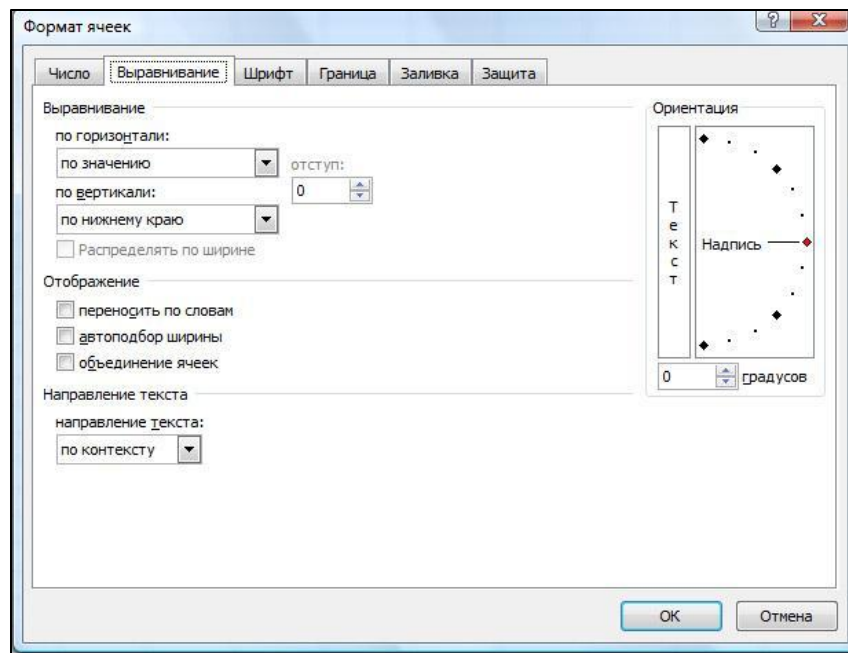 Формат ячеек
Число Выравнивание Шрифт Граница Заливка Защита
Выравнивание
по горизонтали:
по значению
отступ:
по вертикали:
0
по нижнему краю
Распределять по ширине
Отображение
переносить по словам
автоподбор ширины
объединение ячеек
Направление текста
направление текста:
по контексту
Ориентация
Текст
Надпись
0 градусов
ОК Отмена